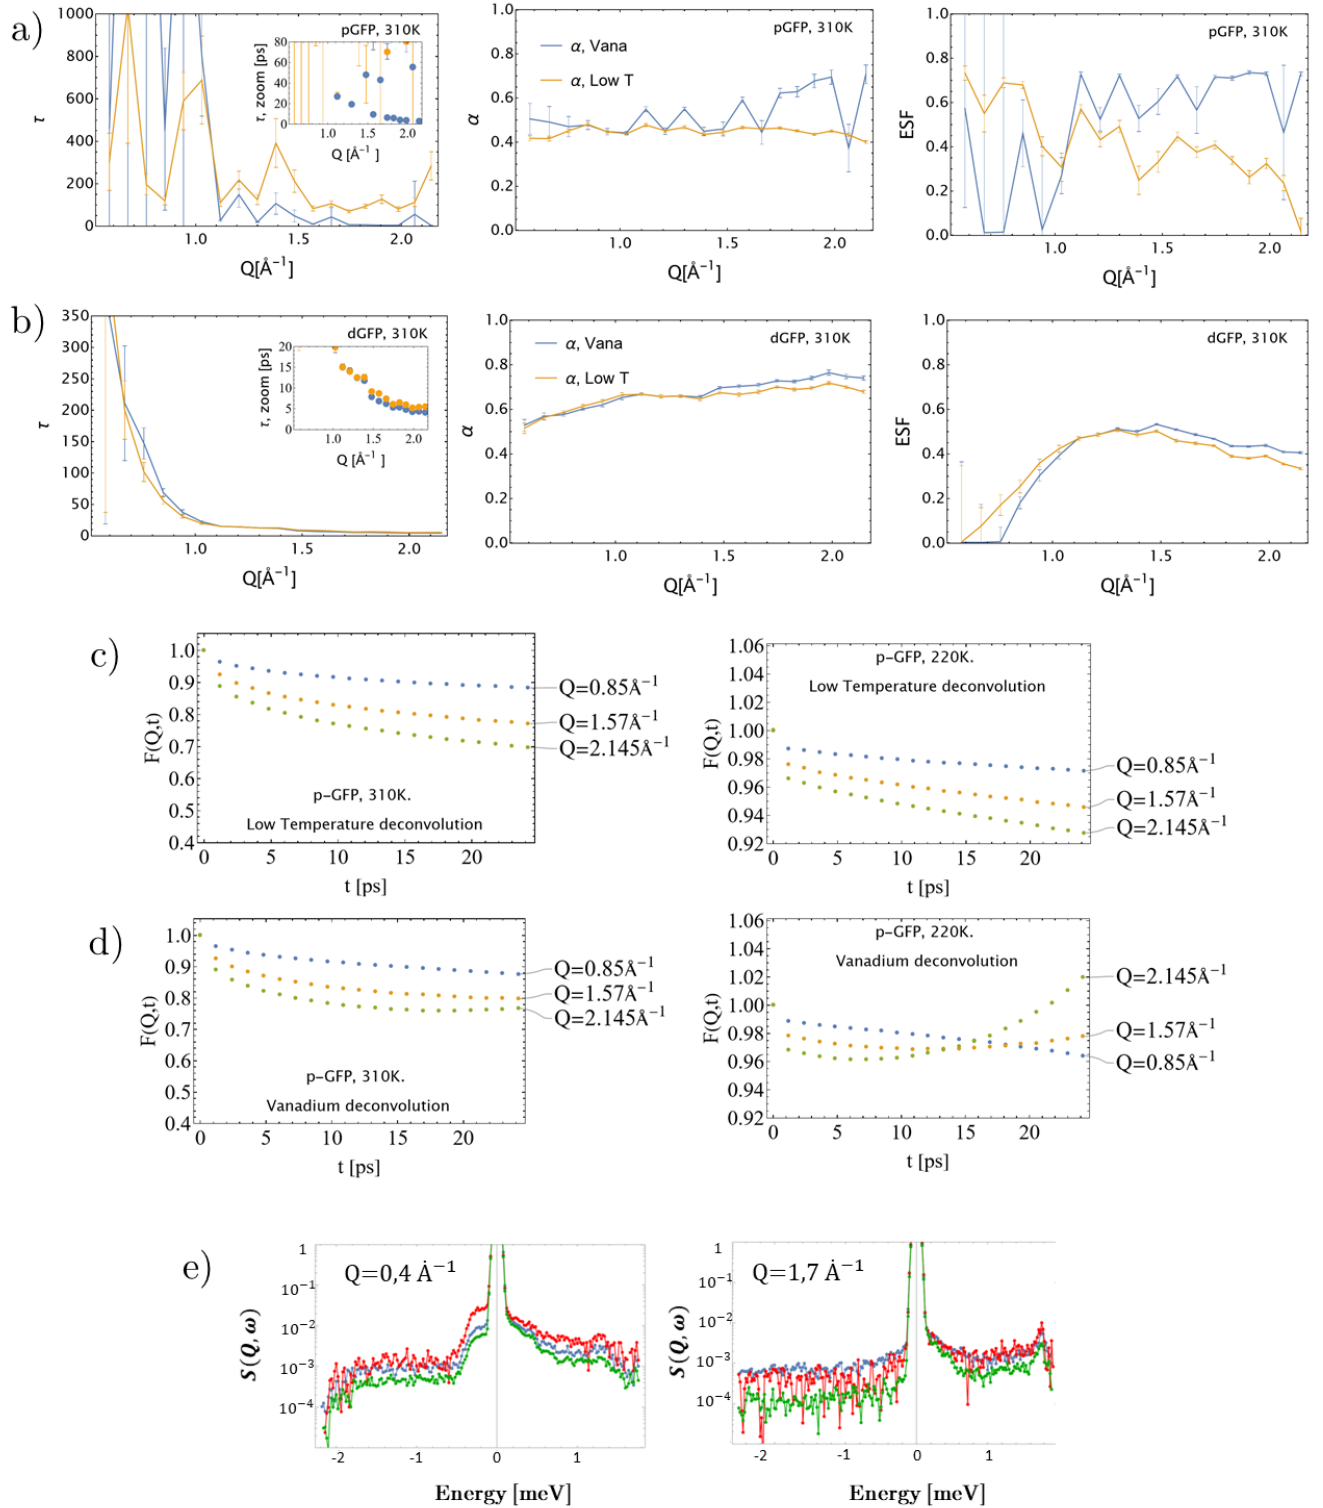 a)
pGFP, 310K
τ
1000
800
600
400
200
0
1.0
1.5
2.0
Q[Å⁻¹]
τ, zoom [ps]
80
60
40
20
0
1.0
1.5
2.0
Q [Å⁻¹]
pGFP, 310K
α, Vana
α, Low T
α
1.0
0.8
0.6
0.4
0.2
0.0
1.0
1.5
2.0
Q[Å⁻¹]
pGFP, 310K
ESF
1.0
0.8
0.6
0.4
0.2
0.0
1.0
1.5
2.0
Q[Å⁻¹]
b)
dGFP, 310K
τ
350
300
250
200
150
100
50
0
1.0
1.5
2.0
Q[Å⁻¹]
τ, zoom [ps]
20
15
10
5
0
1.0
1.5
2.0
Q [Å⁻¹]
dGFP, 310K
α, Vana
α, Low T
α
1.0
0.8
0.6
0.4
0.2
0.0
1.0
1.5
2.0
Q[Å⁻¹]
dGFP, 310K
ESF
1.0
0.8
0.6
0.4
0.2
0.0
1.0
1.5
2.0
Q[Å⁻¹]
c)
F(Q,t)
1.0
0.9
0.8
0.7
0.6
0.5
0.4
Q=0.85Å⁻¹
Q=1.57Å⁻¹
Q=2.145Å⁻¹
p-GFP, 310K.
Low Temperature deconvolution
0
5
10
15
20
t [ps]
F(Q,t)
1.06
1.04
1.02
1.00
0.98
0.96
0.94
0.92
p-GFP, 220K.
Low Temperature deconvolution
Q=0.85Å⁻¹
Q=1.57Å⁻¹
Q=2.145Å⁻¹
0
5
10
15
20
t [ps]
d)
F(Q,t)
1.0
0.9
0.8
0.7
0.6
0.5
0.4
Q=0.85Å⁻¹
Q=1.57Å⁻¹
Q=2.145Å⁻¹
p-GFP, 310K.
Vanadium deconvolution
0
5
10
15
20
t [ps]
F(Q,t)
1.06
1.04
1.02
1.00
0.98
0.96
0.94
0.92
p-GFP, 220K.
Vanadium deconvolution
Q=2.145Å⁻¹
Q=1.57Å⁻¹
Q=0.85Å⁻¹
0
5
10
15
20
t [ps]
e)
Q=0,4 Å⁻¹
S(Q, ω)
1
10⁻¹
10⁻²
10⁻³
10⁻⁴
-2
-1
0
1
Energy [meV]
Q=1,7 Å⁻¹
S(Q, ω)
1
10⁻¹
10⁻²
10⁻³
10⁻⁴
-2
-1
0
1
Energy [meV]